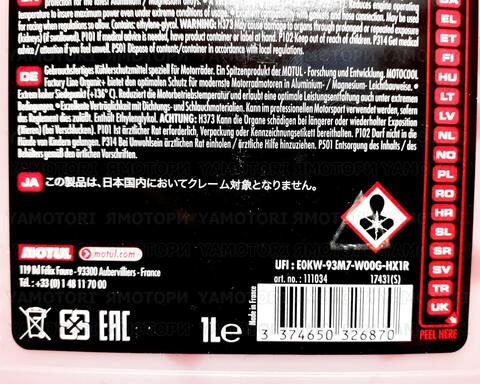 temperature to insure maximum power even under extreme conditions of
for racing when regulations so allow. Contains: ethylene-glycol. WARNING: H373 May cause damage to organs through prolonged or repeated exposure
(kidneys) (if swallowed). P101 If medical advice is needed, have product container or label at hand. P102 Keep out of reach of children. P314 Get medical
advice / attention if you feel unwell. P501 Dispose of contents/container in accordance with local regulations.
DE Gebrauchsfertiges Kühlerschutzmittel speziell für Motorräder. Ein Spitzenprodukt der MOTUL - Forschung und Entwicklung. MOTOCOOL
Factory Line Organic+ bietet den optimalen Schutz für modernste Motorradmotoren in Aluminium-/ Magnesium- Leichtbauweise. •
Extrem hoher Siedepunkt (+136° C). Reduziert die Motorbetriebstemperatur und erlaubt eine optimale Leistungsentfaltung auch unter extremen
Bedingungen. • Exzellente Verträglichkeit mit Dichtungs- und Schlauchmaterialien. Kann im professionellen Motorsport verwendet werden, sofern
das Reglement dies zulässt. Enthält Ethylenglykol. ACHTUNG: H373 Kann die Organe schädigen bei längerer oder wiederholter Exposition
(Nieren) (bei Verschlucken). P101 Ist ärztlicher Rat erforderlich, Verpackung oder Kennzeichnungsetikett bereithalten. P102 Darf nicht in die
Hände von Kindern gelangen. P314 Bei Unwohlsein ärztlichen Rat einholen / ärztliche Hilfe hinzuziehen. P501 Entsorgung des Inhalts / des
Behälters gemäß den örtlichen Vorschriften.
JA この製品は、日本国内においてクレーム対象となりません。
EL
ET
FI
HU
LT
LV
NL
NO
PL
RO
HR
SL
SR
SV
TR
UK
PEEL HERE
YAMOTORI ЯМОТОРИ YAMOTORI ЯМОТОРИ
MOTUL motul.com
119 Bd Félix Faure - 93300 Aubervilliers - France
Tél. : +33 (0) 1 48 11 70 00
EAC
1Le
Made in France
UFI : E0KW-93M7-W00G-HX1R
art. no. : 111034 17431(S)
3 374650 326870